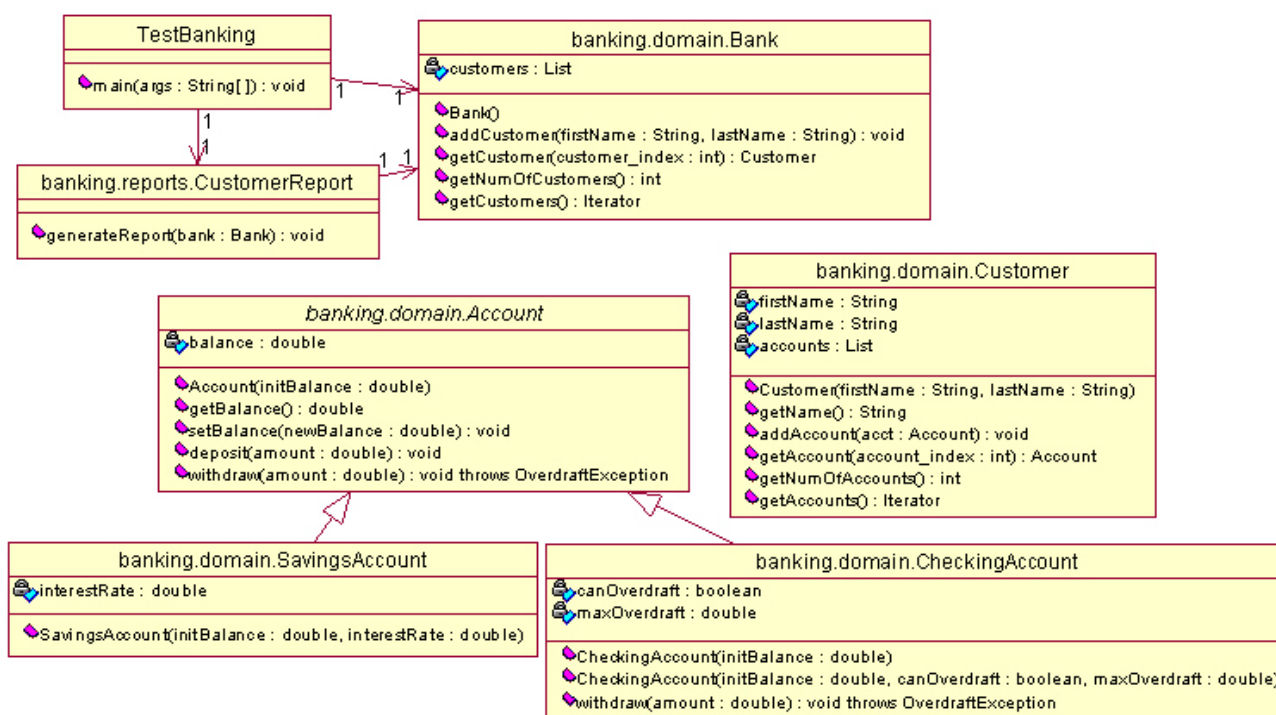 TestBanking
main(args : String[ ]) : void
1
1
1
1
banking.reports.CustomerReport
generateReport(bank : Bank) : void
1
1
banking.domain.Bank
customers : List
Bank()
addCustomer(firstName : String, lastName : String) : void
getCustomer(customer_index : int) : Customer
getNumOfCustomers() : int
getCustomers() : Iterator
banking.domain.Customer
firstName : String
lastName : String
accounts : List
Customer(firstName : String, lastName : String)
getName() : String
addAccount(acct : Account) : void
getAccount(account_index : int) : Account
getNumOfAccounts() : int
getAccounts() : Iterator
banking.domain.Account
balance : double
Account(initBalance : double)
getBalance() : double
setBalance(newBalance : double) : void
deposit(amount : double) : void
withdraw(amount : double) : void throws OverdraftException
banking.domain.SavingsAccount
interestRate : double
SavingsAccount(initBalance : double, interestRate : double)
banking.domain.CheckingAccount
canOverdraft : boolean
maxOverdraft : double
CheckingAccount(initBalance : double)
CheckingAccount(initBalance : double, canOverdraft : boolean, maxOverdraft : double)
withdraw(amount : double) : void throws OverdraftException